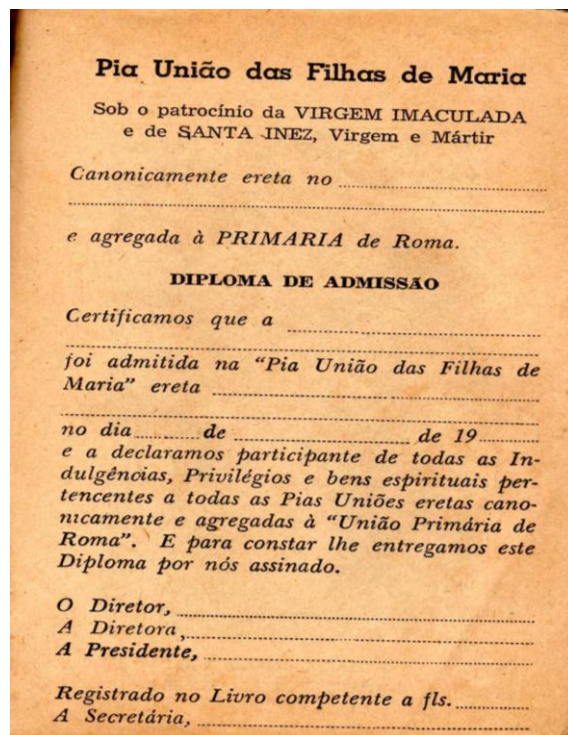 Pia União das Filhas de Maria
Sob o patrocínio da VIRGEM IMACULADA
e de SANTA INEZ, Virgem e Mártir
Canonicamente ereta no
e agregada à PRIMARIA de Roma.
DIPLOMA DE ADMISSÃO
Certificamos que a
foi admitida na “Pia União das Filhas de
Maria” ereta
no dia ........... de ........... de 19 ...........
e a declaramos participante de todas as In-
dulgências, Privilégios e bens espirituais per-
tencentes a todas as Pias Uniões eretas cano-
nicamente e agregadas à “União Primária de
Roma”. E para constar lhe entregamos este
Diploma por nós assinado.
O Diretor,
A Diretora,
A Presidente,
Registrado no Livro competente a fls.
A Secretária,